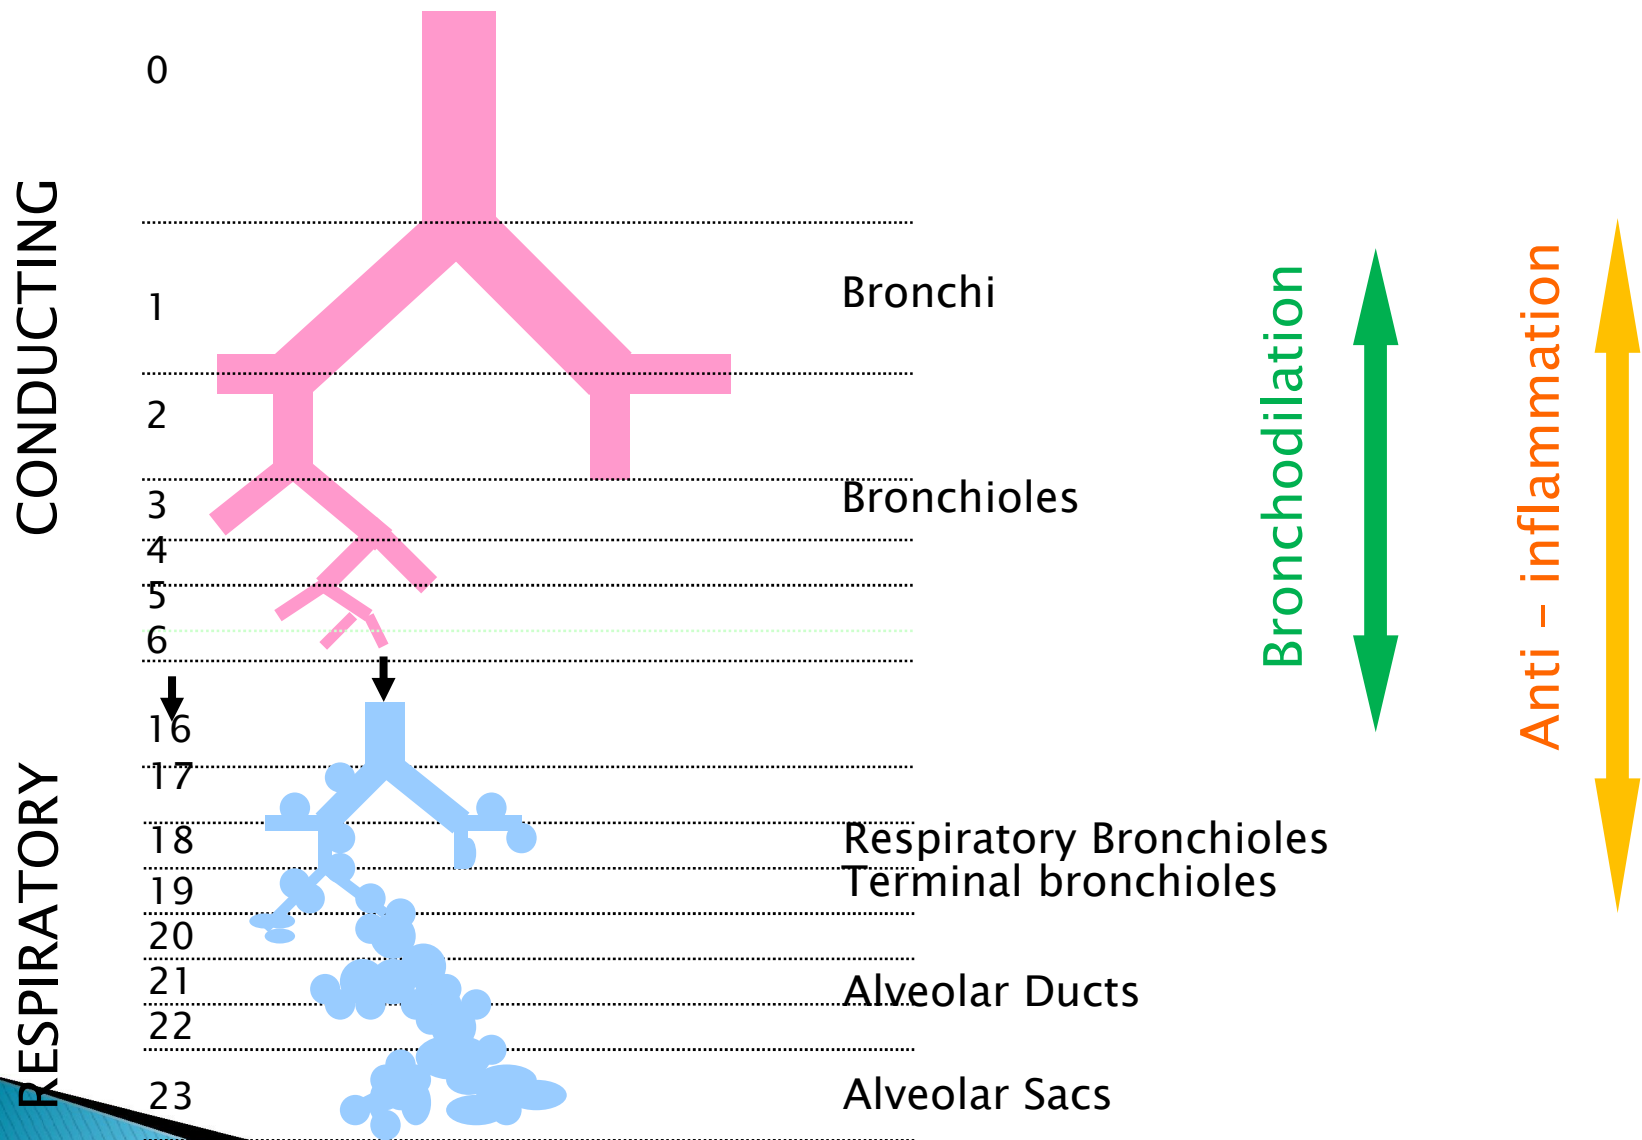 0
CONDUCTING
1
Bronchi
2
3
Bronchioles
4
5
6
Bronchodilation
Anti – inflammation
16
17
RESPIRATORY
18
Respiratory Bronchioles
19
Terminal bronchioles
20
21
Alveolar Ducts
22
23
Alveolar Sacs